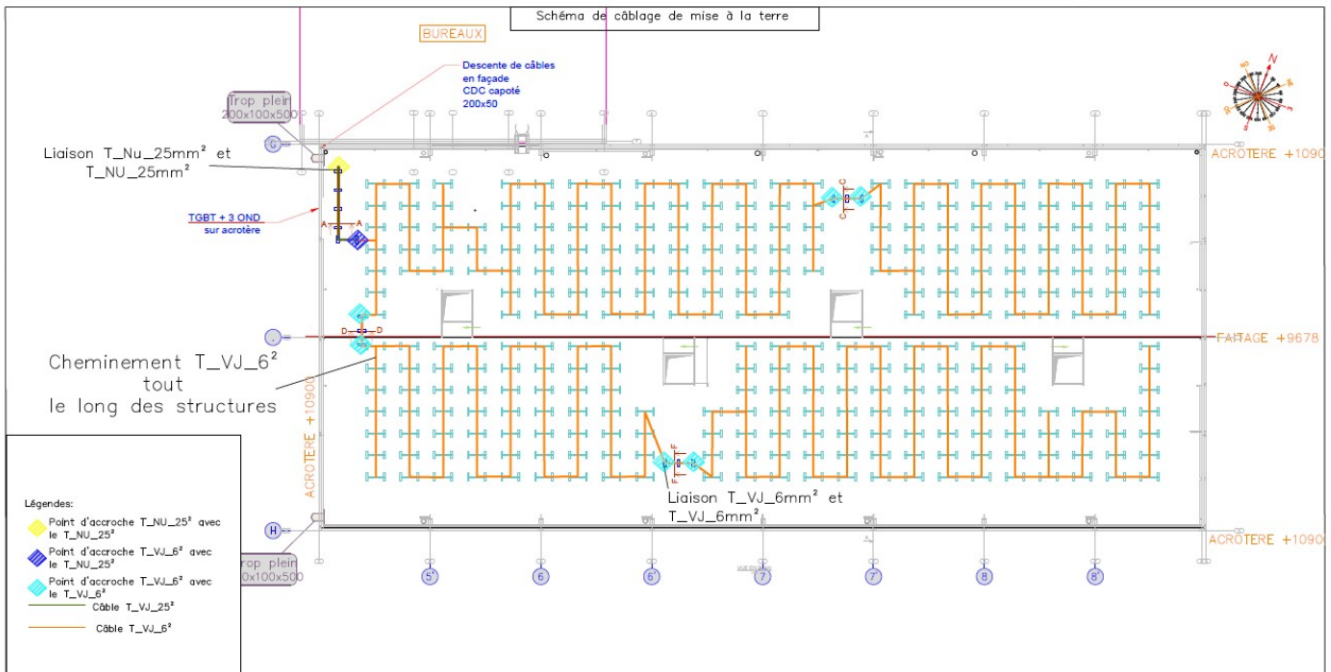 Schéma de câblage de mise à la terre
BUREAUX
Descente de câbles
en façade
CDC capoté
200x50
Trop plein
200x100x500
N
G
Liaison T_Nu_25mm² et
T_NU_25mm²
ACROTERE +1090
TGBT + 3 OND
sur acrotère
A
A
C
C
D
D
FAITAGE +9678
Cheminement T_VJ_6²
tout
le long des structures
ACROTERE +10900
F
F
Liaison T_VJ_6mm² et
T_VJ_6mm²
Légendes:
Point d'accroche T_NU_25² avec
le T_NU_25²
Point d'accroche T_VJ_6² avec
le T_NU_25²
Point d'accroche T_VJ_6² avec
le T_VJ_6²
Câble T_VJ_25²
Câble T_VJ_6²
H
ACROTERE +1090
rop plein
0x100x500
5'
6
6'
7
7'
8
8'